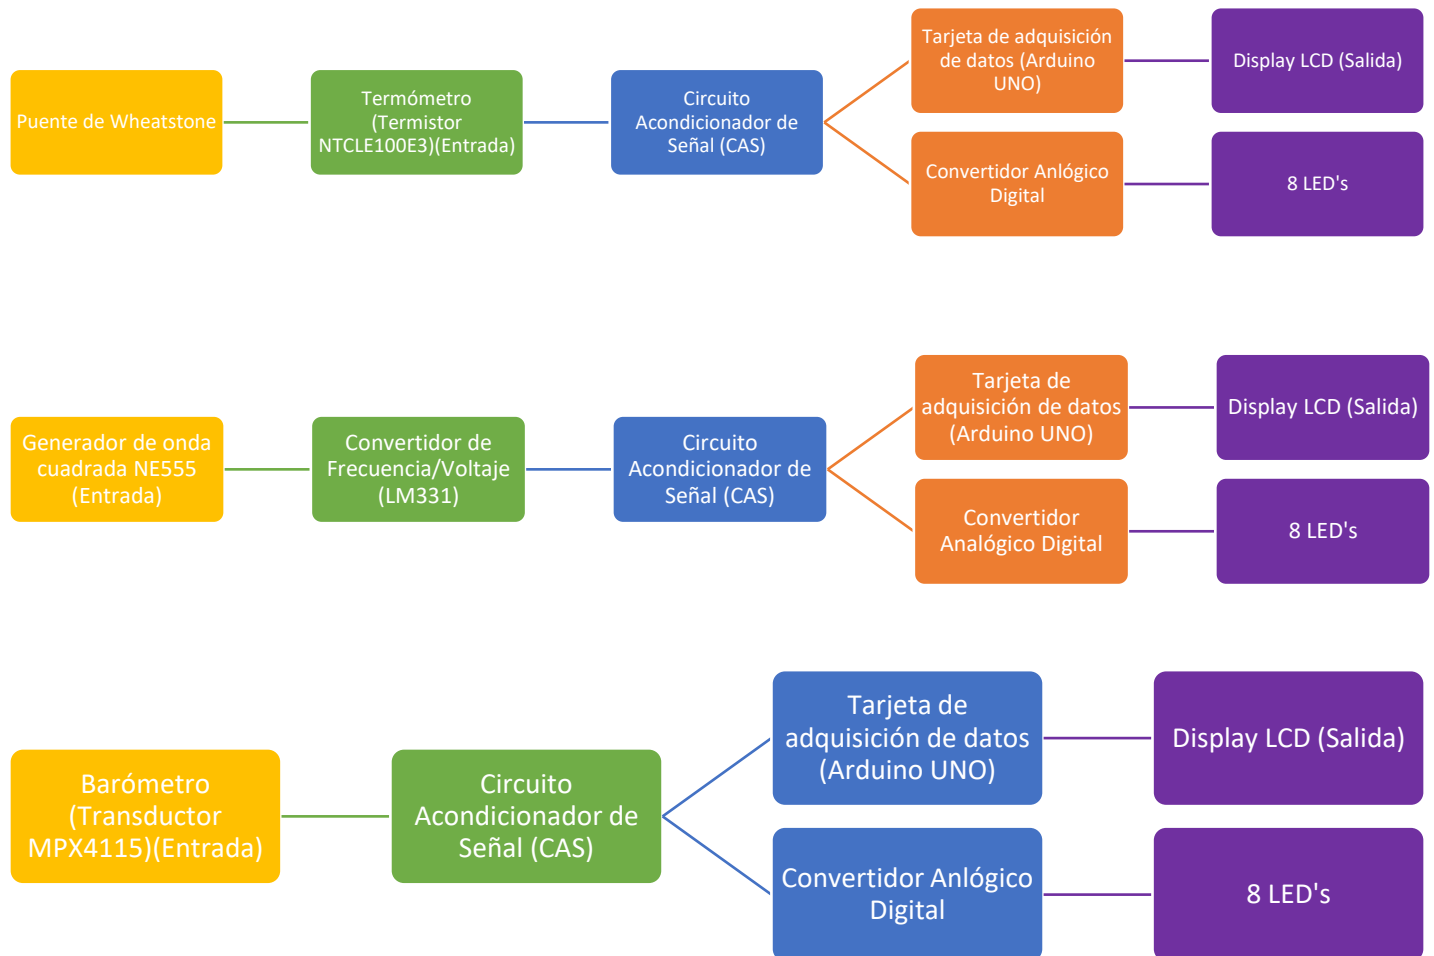 Puente de Wheatstone
Termómetro
(Termistor
NTCLE100E3)(Entrada)
Circuito
Acondicionador de
Señal (CAS)
Tarjeta de adquisición
de datos (Arduino
UNO)
Display LCD (Salida)
Convertidor Anlógico
Digital
8 LED's
Generador de onda
cuadrada NE555
(Entrada)
Convertidor de
Frecuencia/Voltaje
(LM331)
Circuito
Acondicionador de
Señal (CAS)
Tarjeta de
adquisición de datos
(Arduino UNO)
Display LCD (Salida)
Convertidor
Analógico Digital
8 LED's
Barómetro
(Transductor
MPX4115)(Entrada)
Circuito
Acondicionador de
Señal (CAS)
Tarjeta de
adquisición de datos
(Arduino UNO)
Display LCD (Salida)
Convertidor Anlógico
Digital
8 LED's